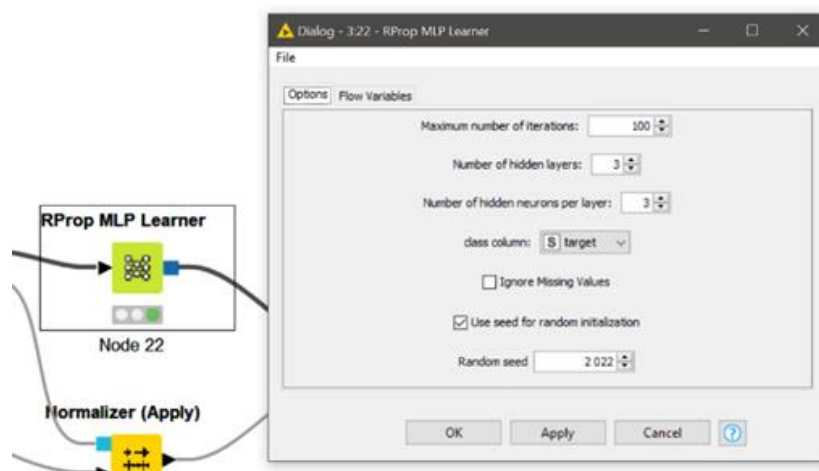 Dialog - 3:22 - RProp MLP Learner
File
Options Flow Variables
Maximum number of iterations: 100
Number of hidden layers: 3
Number of hidden neurons per layer: 3
class column: S target
Ignore Missing Values
Use seed for random initialization
Random seed 2 022
OK Apply Cancel ?
RProp MLP Learner
Node 22
Normalizer (Apply)